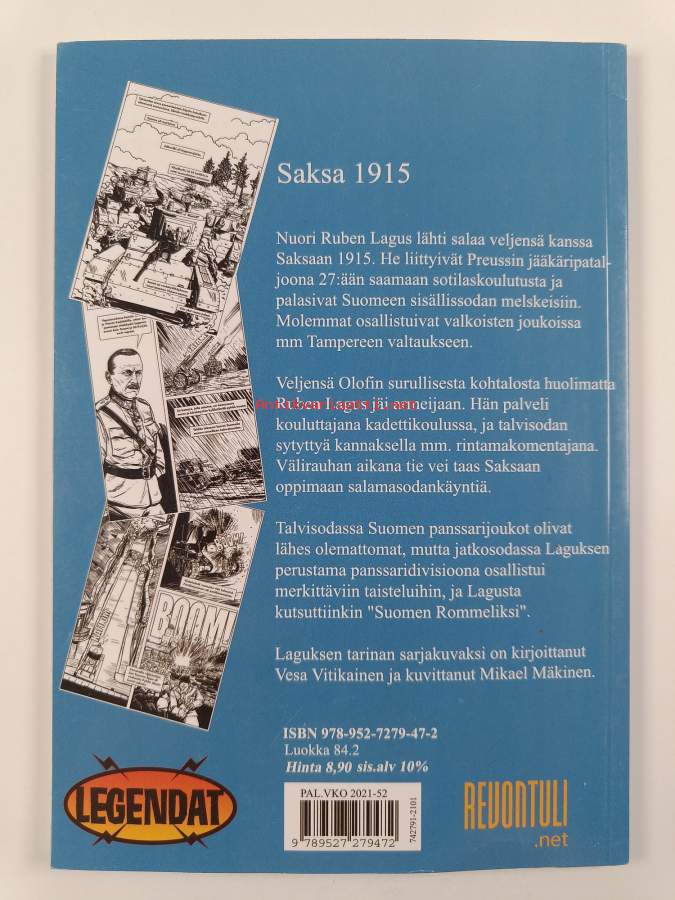 Saksa 1915
Nuori Ruben Lagus lähti salaa veljensä kanssa
Saksaan 1915. He liittyivät Preussin jääkäripatal-
joona 27:ään saamaan sotilaskoulutusta ja
palasivat Suomeen sisällissodan melskeisiin.
Molemmat osallistuivat valkoisten joukoissa
mm Tampereen valtaukseen.
Veljensä Olofin surullisesta kohtalosta huolimatta
Ruben Lagus jäi armeijaan. Hän palveli
kouluttajana kadettikoulussa, ja talvisodan
sytyttyä kannaksella mm. rintamakomentajana.
Välirauhan aikana tie vei taas Saksaan
oppimaan salamasodankäyntiä.
Talvisodassa Suomen panssarijoukot olivat
lähes olemattomat, mutta jatkosodassa Laguksen
perustama panssaridivisioona osallistui
merkittäviin taisteluihin, ja Lagusta
kutsuttiinkin "Suomen Rommeliksi".
Laguksen tarinan sarjakuvaksi on kirjoittanut
Vesa Vitikainen ja kuvittanut Mikael Mäkinen.
BOOM!
ISBN 978-952-7279-47-2
Luokka 84.2
Hinta 8,90 sis.alv 10%
LEGENDAT
PAL.VKO 2021-52
742791-2101
9 789527 279472
REVONTULI
.net